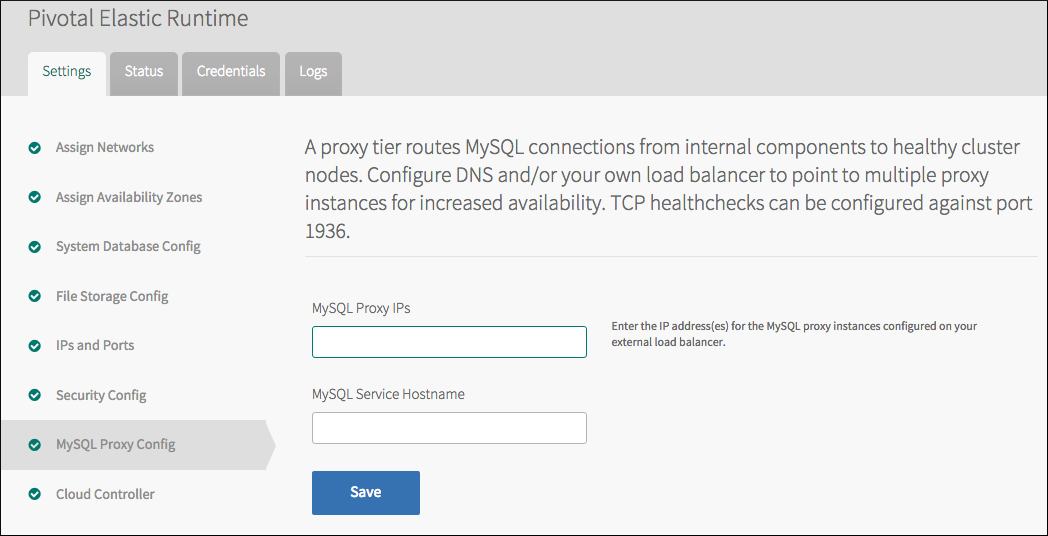 Pivotal Elastic Runtime
Settings
Status
Credentials
Logs
Assign Networks
Assign Availability Zones
System Database Config
File Storage Config
IPs and Ports
Security Config
MySQL Proxy Config
Cloud Controller
A proxy tier routes MySQL connections from internal components to healthy cluster
nodes. Configure DNS and/or your own load balancer to point to multiple proxy
instances for increased availability. TCP healthchecks can be configured against port
1936.
MySQL Proxy IPs
Enter the IP address(es) for the MySQL proxy instances configured on your
external load balancer.
MySQL Service Hostname
Save